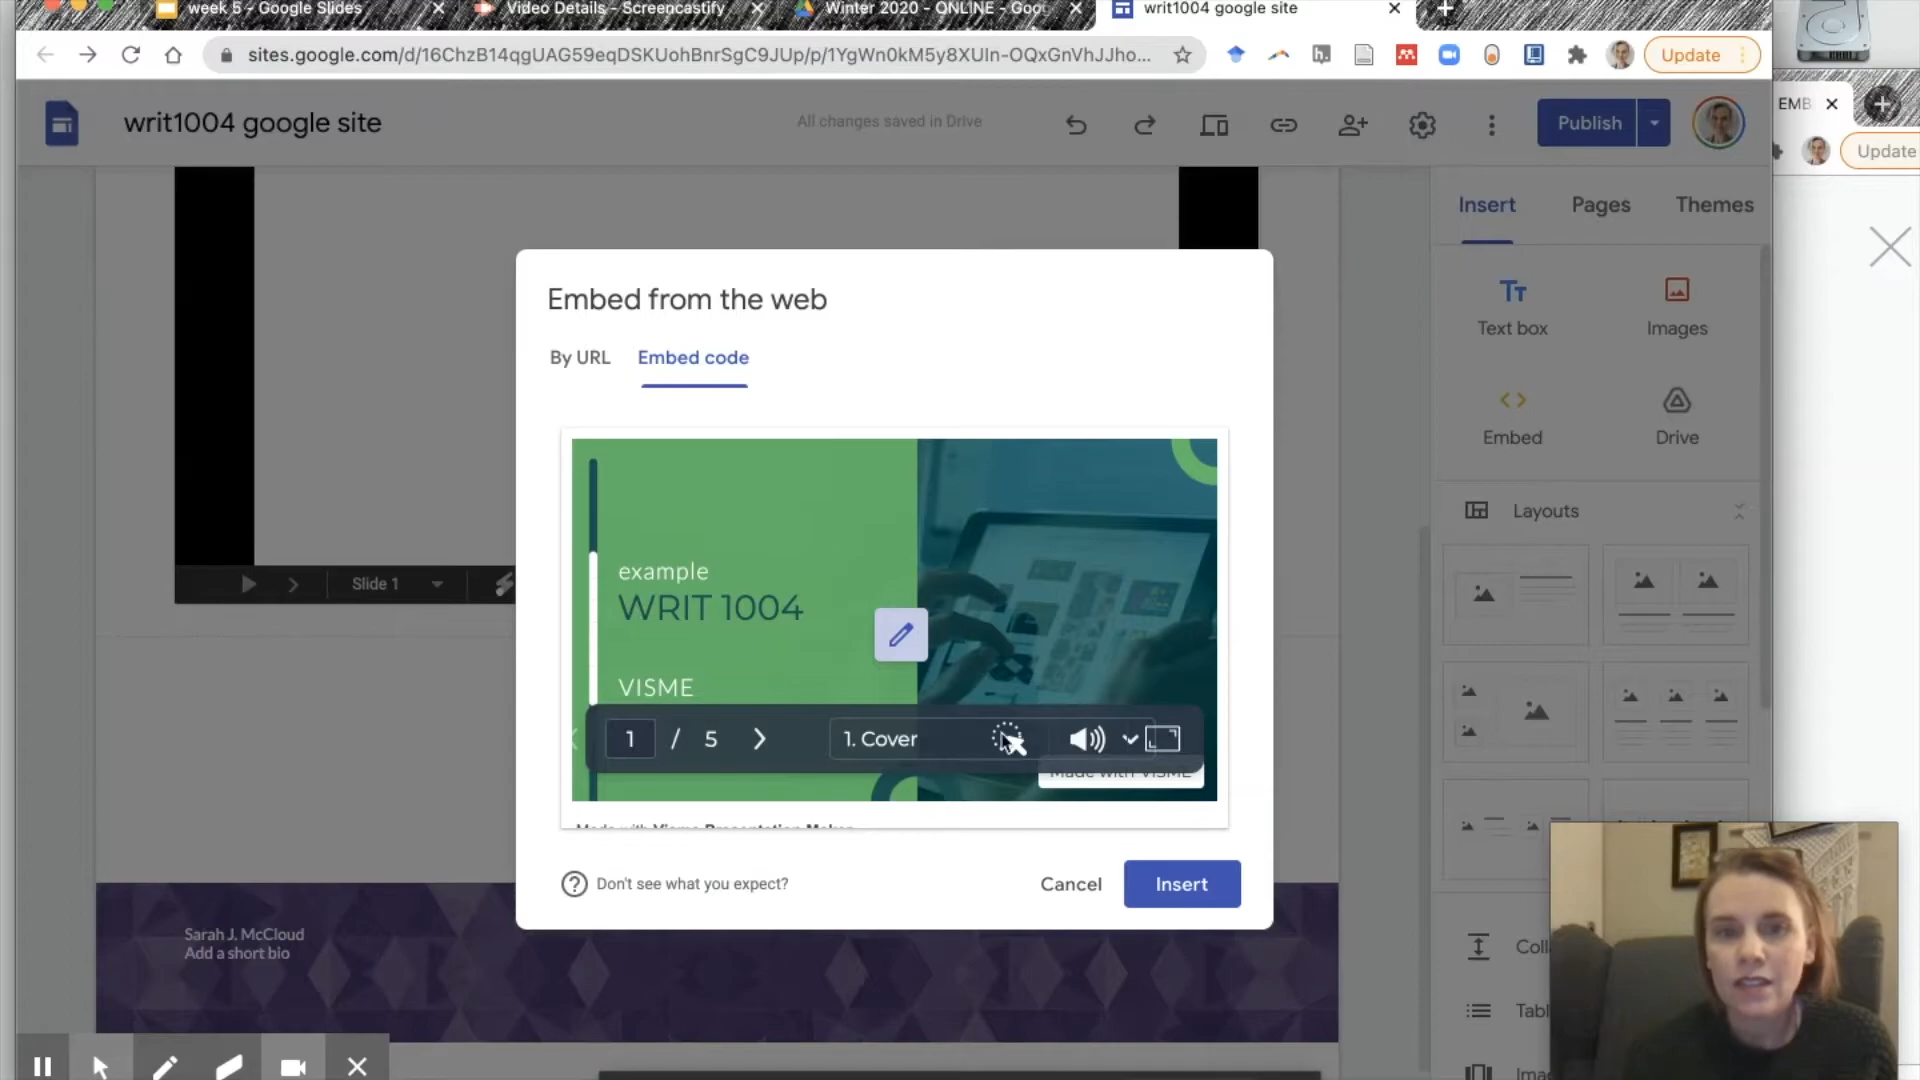 week 5 - Google Slides
Video Details - Screencastify
Winter 2020 - ONLINE - Goog
writ1004 google site
sites.google.com/d/16ChzB14qgUAG59eqDSKUohBnrSgC9JUp/p/1YgWn0kM5y8XUIn-OQxGnVhJJho...
Update
EMB
Update
writ1004 google site
All changes saved in Drive
Publish
Insert
Pages
Themes
Text box
Images
Embed
Drive
Layouts
Embed from the web
By URL
Embed code
example
WRIT 1004
VISME
1 / 5
1. Cover
Made with VISME
Made with Visme Presentation Maker
Don't see what you expect?
Cancel
Insert
Slide 1
Sarah J. McCloud
Add a short bio
Coll
Tabl
Imag